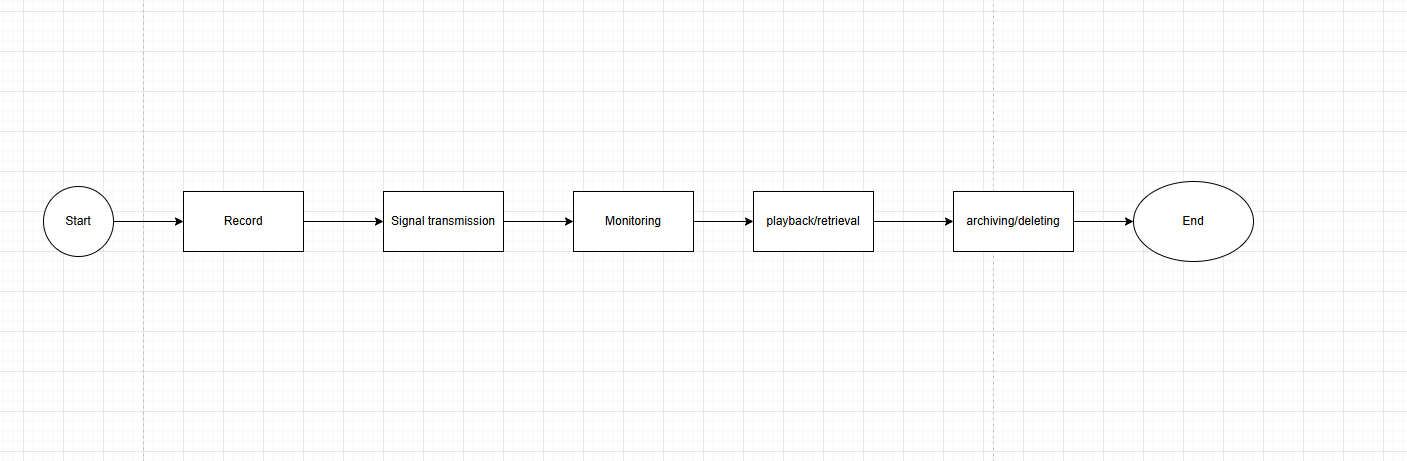 Start
Record
Signal transmission
Monitoring
playback/retrieval
archiving/deleting
End